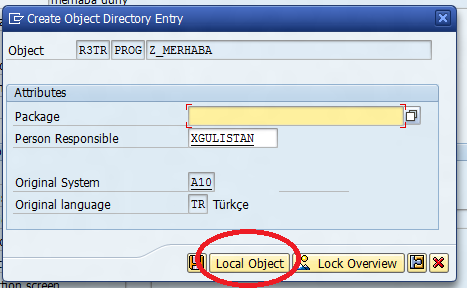 merhaba duny
Create Object Directory Entry
Object R3TR PROG Z_MERHABA
Attributes
Package
Person Responsible XGULISTAN
Original System A10
Original language TR Türkçe
Local Object Lock Overview
tion screen